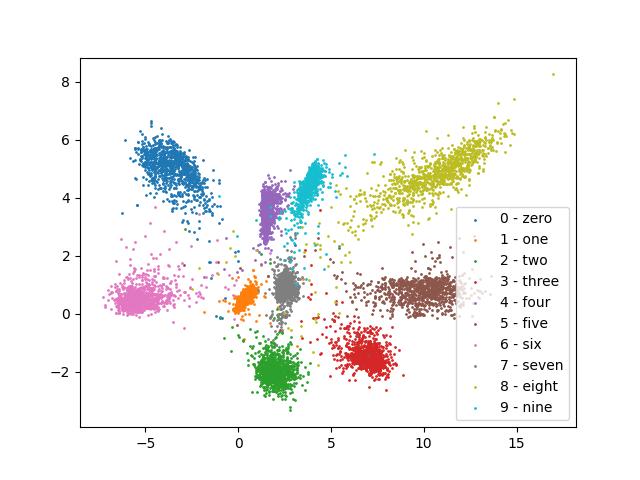 8
6
4
2
0
−2
−5
0
5
10
15
0 - zero
1 - one
2 - two
3 - three
4 - four
5 - five
6 - six
7 - seven
8 - eight
9 - nine